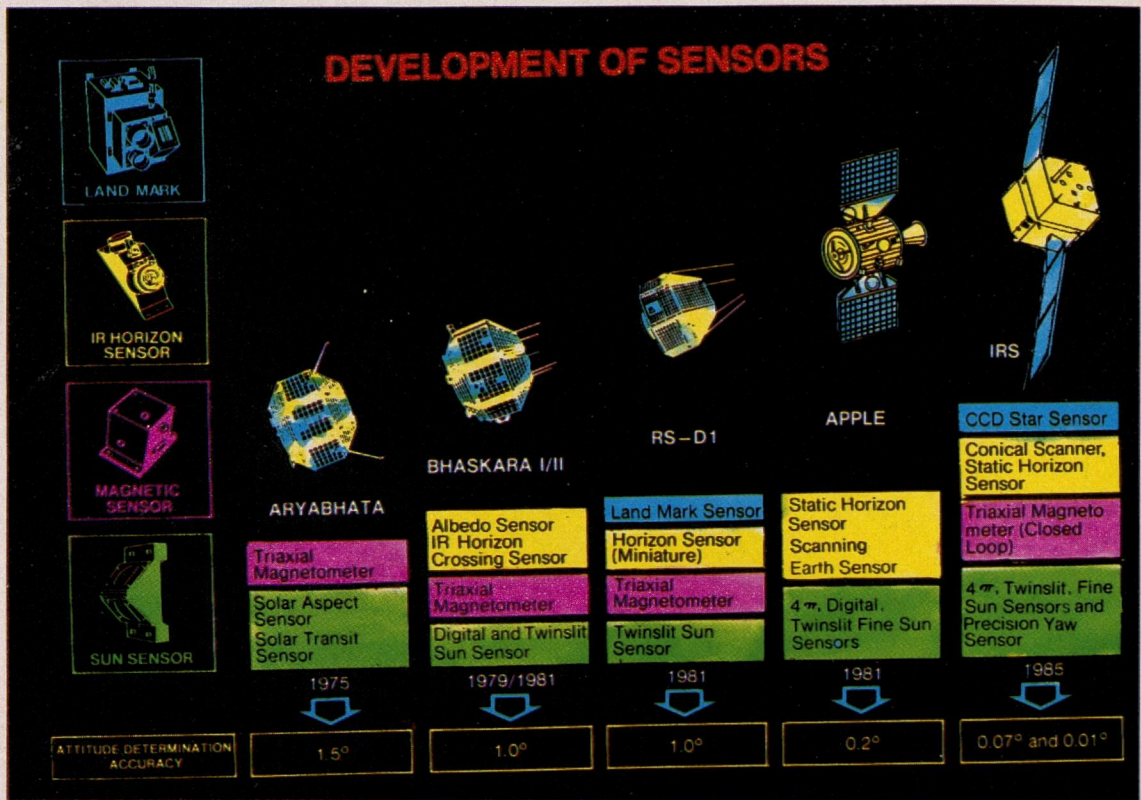 DEVELOPMENT OF SENSORS
LAND MARK
IR HORIZON
SENSOR
MAGNETIC
SENSOR
SUN SENSOR
ARYABHATA
Triaxial
Magnetometer
Solar Aspect
Sensor
Solar Transit
Sensor
1975
BHASKARA I/II
Albedo Sensor
IR Horizon
Crossing Sensor
Triaxial
Magnetometer
Digital and Twinslit
Sun Sensor
1979/1981
RS-D1
Land Mark Sensor
Horizon Sensor
(Miniature)
Triaxial
Magnetometer
Twinslit Sun
Sensor
1981
APPLE
Static Horizon
Sensor
Scanning
Earth Sensor
4π, Digital,
Twinslit Fine Sun
Sensors
1981
IRS
CCD Star Sensor
Conical Scanner,
Static Horizon
Sensor
Triaxial Magneto
meter (Closed
Loop)
4π, Twinslit, Fine
Sun Sensors and
Precision Yaw
Sensor
1985
ATTITUDE DETERMINATION
ACCURACY
1.5°
1.0°
1.0°
0.2°
0.07° and 0.01°